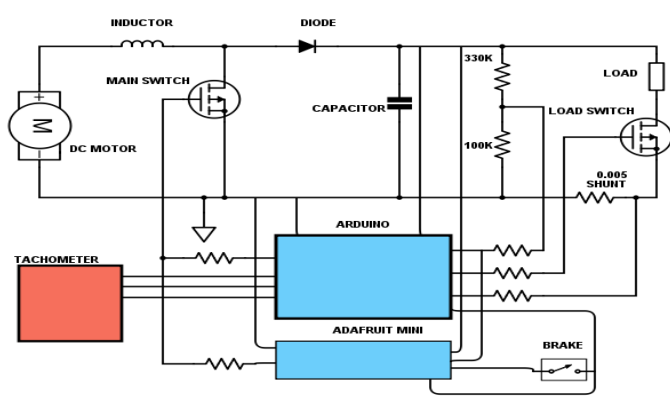 INDUCTOR
DIODE
MAIN SWITCH
330K
LOAD
CAPACITOR
LOAD SWITCH
+
M
-
DC MOTOR
100K
0.005
SHUNT
ARDUINO
TACHOMETER
ADAFRUIT MINI
BRAKE